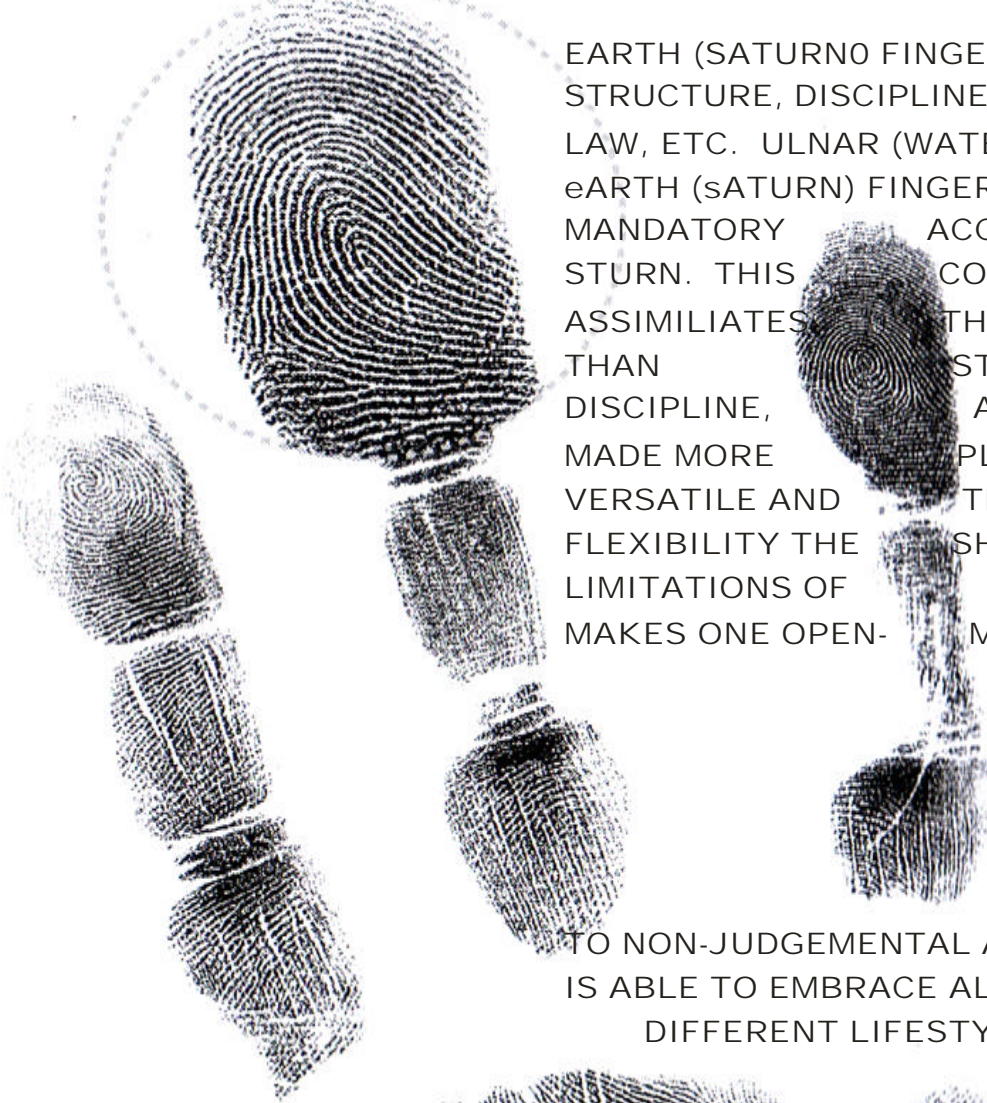 EARTH (SATURN0 FINGE
STRUCTURE, DISCIPLINE
LAW, ETC. ULNAR (WATE
eARTH (sATURN) FINGER
MANDATORY ACC
STURN. THIS CO
ASSIMILIATES TH
THAN ST
DISCIPLINE, A
MADE MORE PL
VERSATILE AND T
FLEXIBILITY THE SH
LIMITATIONS OF
MAKES ONE OPEN- M
TO NON-JUDGEMENTAL A
IS ABLE TO EMBRACE AL
DIFFERENT LIFESTY